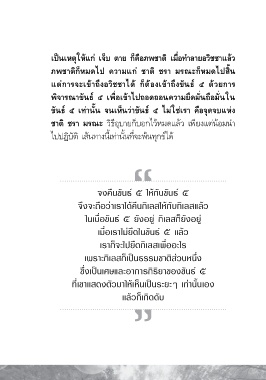 เป็นเหตุให้แก่ เจ็บ ตาย ก็คือภพชาติ เมื่อทำลายอวิชชาแล้ว
ภพชาติก็หมดไป ความแก่ ชาติ ชรา มรณะก็หมดไปสิ้น
แต่การจะเข้าถึงอวิชชาได้ ก็ต้องเข้าถึงขันธ์ ๕ ด้วยการ
พิจารณาขันธ์ ๕ เพื่อเข้าไปถอดถอนความยึดมั่นถือมั่นใน
ขันธ์ ๕ เท่านั้น จนเห็นว่าขันธ์ ๕ ไม่ใช่เรา คือจุดจบแห่ง
ชาติ ชรา มรณะ วิธีอุบายก็บอกไว้หมดแล้ว เพียงแต่น้อมนำ
ไปปฏิบัติ เส้นทางนี้เท่านั้นที่จะพ้นทุกข์ได้
“
จงคืนขันธ์ ๕ ให้กับขันธ์ ๕
จึงจะถือว่าเราได้คืนกิเลสให้กับกิเลสแล้ว
ในเมื่อขันธ์ ๕ ยังอยู่ กิเลสก็ยังอยู่
เมื่อเราไม่ยึดในขันธ์ ๕ แล้ว
เราก็จะไปยึดกิเลสเพื่ออะไร
เพราะกิเลสก็เป็นธรรมชาติส่วนหนึ่ง
ซึ่งเป็นเศษและอาการกิริยาของขันธ์ ๕
ที่เขาแสดงตัวมาให้เห็นเป็นระยะๆ เท่านั้นเอง
แล้วก็เกิดดับ
”